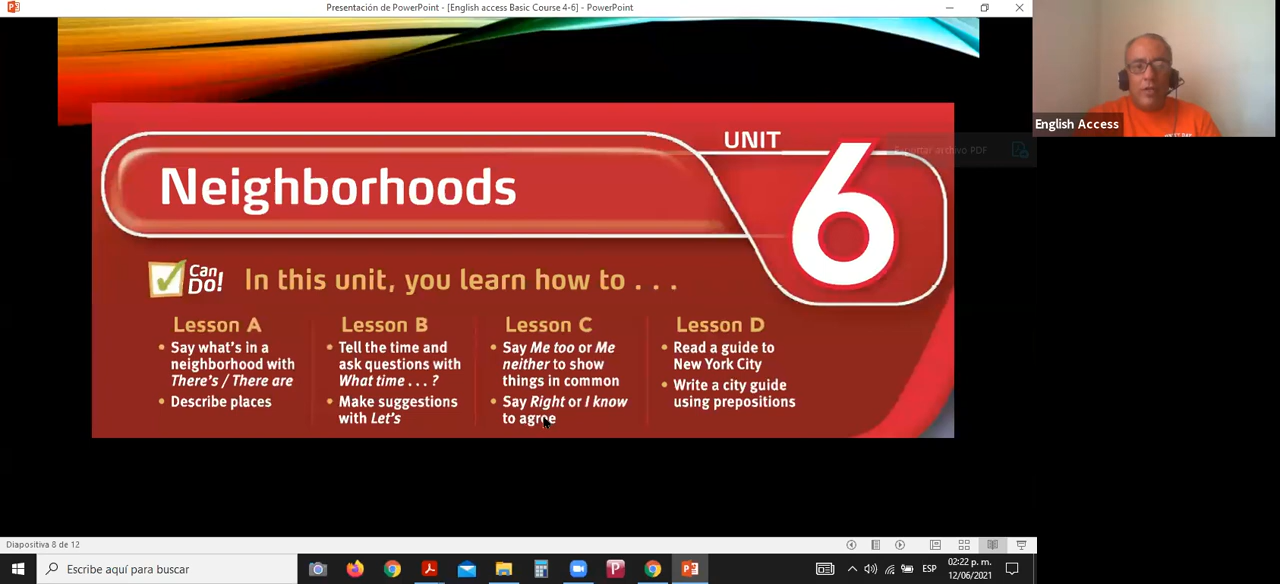 Presentación de PowerPoint - [English access Basic Course 4-6] - PowerPoint
English Access
Exportar archivo PDF
UNIT
6
Neighborhoods
Can Do!
In this unit, you learn how to . . .
Lesson A
• Say what's in a
neighborhood with
There's / There are
• Describe places
Lesson B
• Tell the time and
ask questions with
What time . . . ?
• Make suggestions
with Let's
Lesson C
• Say Me too or Me
neither to show
things in common
• Say Right or I know
to agree
Lesson D
• Read a guide to
New York City
• Write a city guide
using prepositions
Diapositiva 8 de 12
Escribe aquí para buscar
ESP
02:22 p. m.
12/06/2021